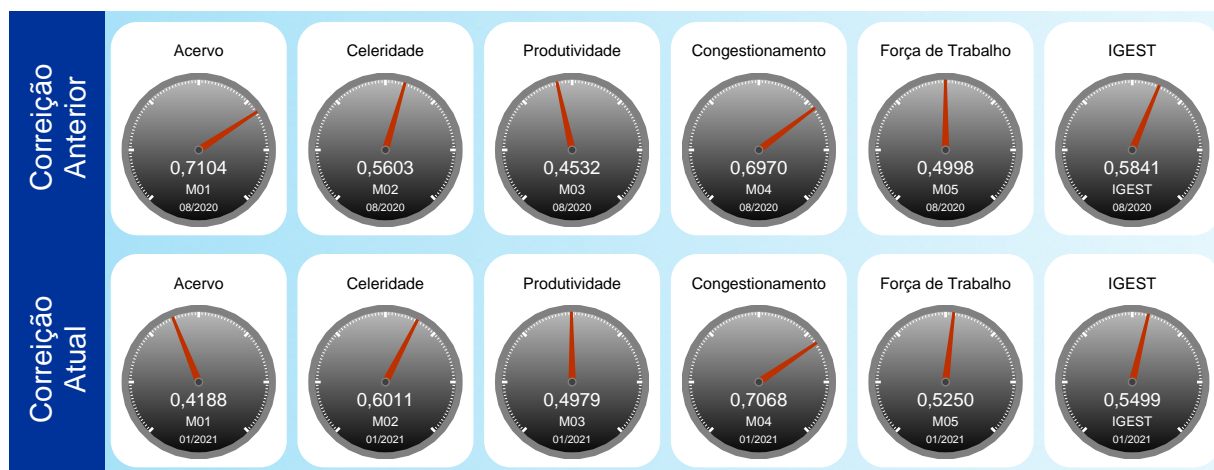 Correição
Anterior
Acervo
0,7104
M01
08/2020
Celeridade
0,5603
M02
08/2020
Produtividade
0,4532
M03
08/2020
Congestionamento
0,6970
M04
08/2020
Força de Trabalho
0,4998
M05
08/2020
IGEST
0,5841
IGEST
08/2020
Correição
Atual
Acervo
0,4188
M01
01/2021
Celeridade
0,6011
M02
01/2021
Produtividade
0,4979
M03
01/2021
Congestionamento
0,7068
M04
01/2021
Força de Trabalho
0,5250
M05
01/2021
IGEST
0,5499
IGEST
01/2021